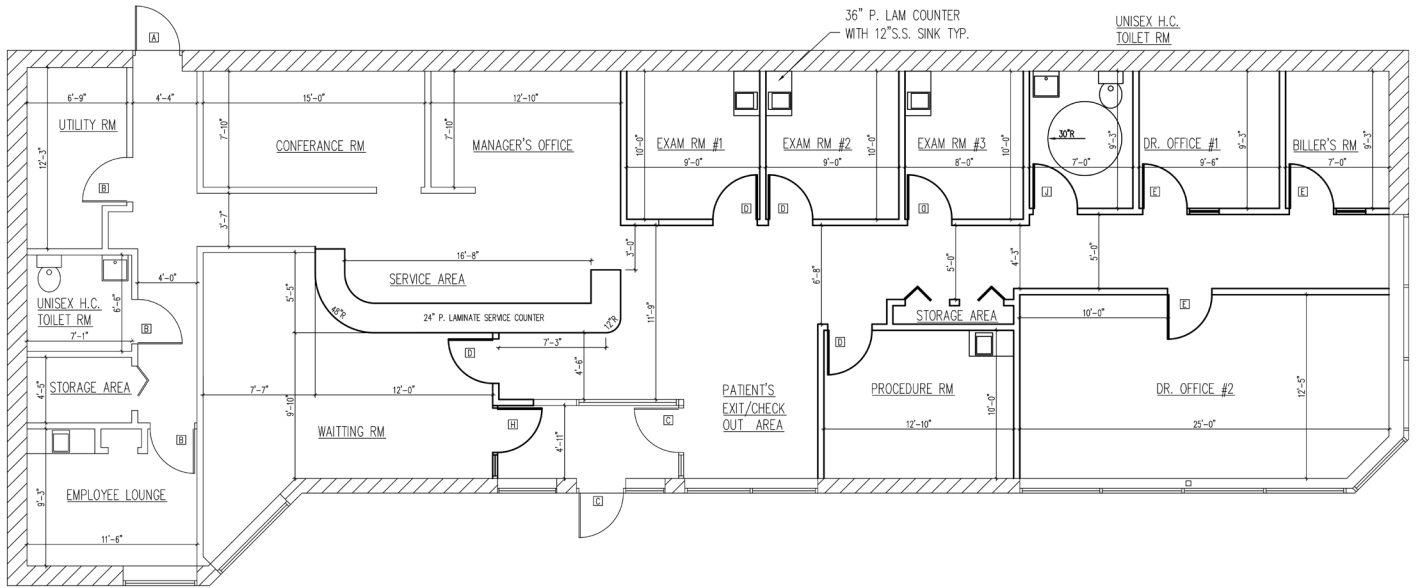 36" P. LAM COUNTER
WITH 12"S.S. SINK TYP.
UNISEX H.C.
TOILET RM
A
6'-9"
4'-4"
15'-0"
12'-10"
UTILITY RM
12'-3"
B
7'-10"
CONFERANCE RM
7'-10"
MANAGER'S OFFICE
EXAM RM #1
10'-0"
9'-0"
D
EXAM RM #2
10'-0"
9'-0"
D
EXAM RM #3
10'-0"
8'-0"
30"R
7'-0"
9'-3"
J
DR. OFFICE #1
9'-3"
9'-6"
E
BILLER'S RM
9'-3"
7'-0"
E
3'-7"
4'-0"
UNISEX H.C.
TOILET RM
6'-6"
7'-1"
B
16'-8"
SERVICE AREA
5'-5"
48"R
24" P. LAMINATE SERVICE COUNTER
12"R
3'-0"
11'-9"
6'-8"
5'-0"
4'-3"
5'-0"
STORAGE AREA
10'-0"
E
7'-3"
4'-6"
D
D
STORAGE AREA
4'-5"
7'-7"
12'-0"
9'-10"
WAITTING RM
H
4'-11"
C
C
PATIENT'S
EXIT/CHECK
OUT AREA
PROCEDURE RM
12'-10"
10'-0"
DR. OFFICE #2
25'-0"
12'-5"
B
EMPLOYEE LOUNGE
9'-3"
11'-6"